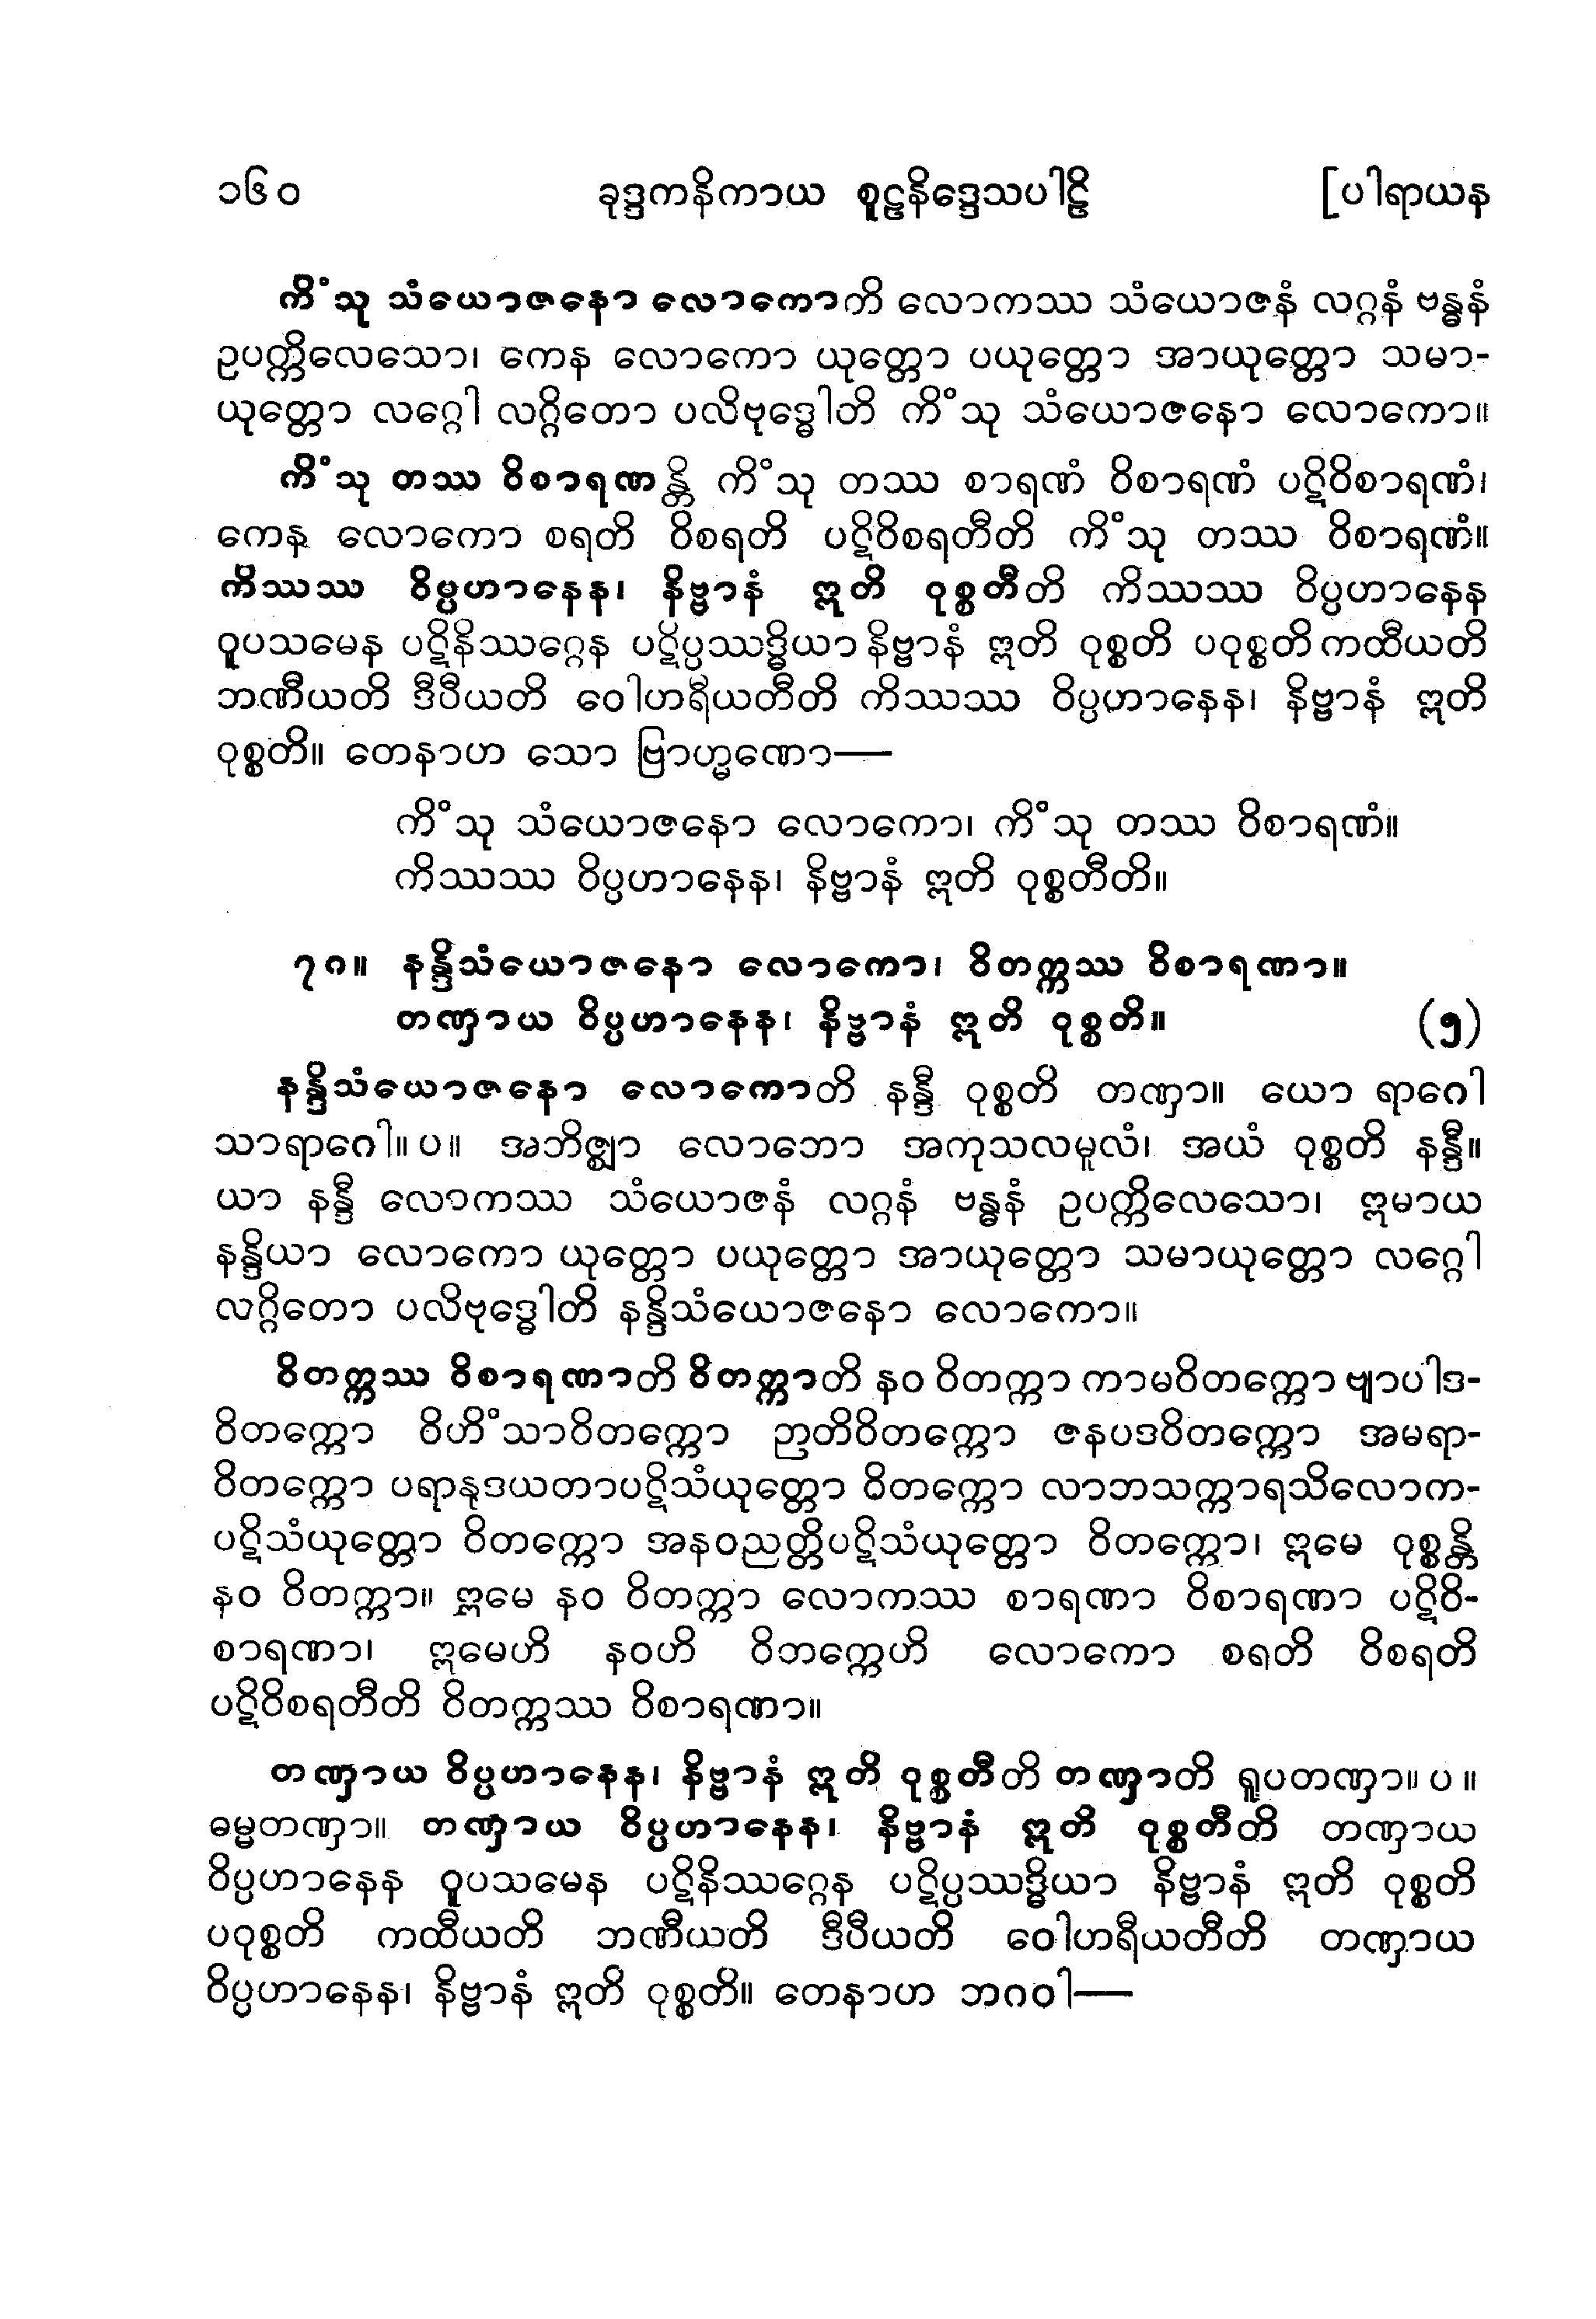 ၁၆၀ ခုဒ္ဒကနိကာယ စူဠနိဒ္ဒေသပါဠိ [ပါရာယန
ကိံသု သံယောဇနော လောကောတိ လောကဿ သံယောဇနံ လဂ္ဂနံ ဗန္ဓနံ
ဥပက္ကိလေသော၊ ကေန လောကော ယုတ္တော ပယုတ္တော အာယုတ္တော သမာ-
ယုတ္တော လဂ္ဂေါ လဂ္ဂိတော ပလိဗုဒ္ဓေါတိ ကိံသု သံယောဇနော လောကော။
ကိံသု တဿ ဝိစာရဏန္တိ ကိံသု တဿ စာရဏံ ဝိစာရဏံ ပဋိဝိစာရဏံ၊
ကေန လောကော စရတိ ဝိစရတိ ပဋိဝိစရတီတိ ကိံသု တဿ ဝိစာရဏံ။
ကိဿဿ ဝိပ္ပဟာနေန၊ နိဗ္ဗာနံ ဣတိ ဝုစ္စတီတိ ကိဿဿ ဝိပ္ပဟာနေန
ဝူပသမေန ပဋိနိဿဂ္ဂေန ပဋိပ္ပဿဒ္ဓိယာ နိဗ္ဗာနံ ဣတိ ဝုစ္စတိ ပဝုစ္စတိ ကထီယတိ
ဘဏီယတိ ဒီပီယတိ ဝေါဟရီယတီတိ ကိဿဿ ဝိပ္ပဟာနေန၊ နိဗ္ဗာနံ ဣတိ
ဝုစ္စတိ။ တေနာဟ သော ဗြာဟ္မဏော—
ကိံသု သံယောဇနော လောကော၊ ကိံသု တဿ ဝိစာရဏံ။
ကိဿဿ ဝိပ္ပဟာနေန၊ နိဗ္ဗာနံ ဣတိ ဝုစ္စတီတိ။
၇၈။ နန္ဒိသံယောဇနော လောကော၊ ဝိတက္ကဿ ဝိစာရဏာ။
တဏှာယ ဝိပ္ပဟာနေန၊ နိဗ္ဗာနံ ဣတိ ဝုစ္စတိ။ (၅)
နန္ဒိသံယောဇနော လောကောတိ နန္ဒီ ဝုစ္စတိ တဏှာ။ ယော ရာဂေါ
သာရာဂေါ။ ပ။ အဘိဇ္ဈာ လောဘော အကုသလမူလံ၊ အယံ ဝုစ္စတိ နန္ဒီ။
ယာ နန္ဒီ လောကဿ သံယောဇနံ လဂ္ဂနံ ဗန္ဓနံ ဥပက္ကိလေသော၊ ဣမာယ
နန္ဒိယာ လောကော ယုတ္တော ပယုတ္တော အာယုတ္တော သမာယုတ္တော လဂ္ဂေါ
လဂ္ဂိတော ပလိဗုဒ္ဓေါတိ နန္ဒိသံယောဇနော လောကော။
ဝိတက္ကဿ ဝိစာရဏာတိ ဝိတက္ကာတိ နဝ ဝိတက္ကာ ကာမဝိတက္ကော ဗျာပါဒ-
ဝိတက္ကော ဝိဟိံသာဝိတက္ကော ဉာတိဝိတက္ကော ဇနပဒဝိတက္ကော အမရာ-
ဝိတက္ကော ပရာနုဒယတာပဋိသံယုတ္တော ဝိတက္ကော လာဘသက္ကာရသိလောက-
ပဋိသံယုတ္တော ဝိတက္ကော အနဝညတ္တိပဋိသံယုတ္တော ဝိတက္ကော၊ ဣမေ ဝုစ္စန္တိ
နဝ ဝိတက္ကာ။ ဣမေ နဝ ဝိတက္ကာ လောကဿ စာရဏာ ဝိစာရဏာ ပဋိဝိ-
စာရဏာ၊ ဣမေဟိ နဝဟိ ဝိဘက္ကေဟိ လောကော စရတိ ဝိစရတိ
ပဋိဝိစရတီတိ ဝိတက္ကဿ ဝိစာရဏာ။
တဏှာယ ဝိပ္ပဟာနေန၊ နိဗ္ဗာနံ ဣတိ ဝုစ္စတီတိ တဏှာတိ ရူပတဏှာ။ ပ။
ဓမ္မတဏှာ။ တဏှာယ ဝိပ္ပဟာနေန၊ နိဗ္ဗာနံ ဣတိ ဝုစ္စတီတိ တဏှာယ
ဝိပ္ပဟာနေန ဝူပသမေန ပဋိနိဿဂ္ဂေန ပဋိပ္ပဿဒ္ဓိယာ နိဗ္ဗာနံ ဣတိ ဝုစ္စတိ
ပဝုစ္စတိ ကထီယတိ ဘဏီယတိ ဒီပီယတိ ဝေါဟရီယတီတိ တဏှာယ
ဝိပ္ပဟာနေန၊ နိဗ္ဗာနံ ဣတိ ဝုစ္စတိ။ တေနာဟ ဘဂဝါ—